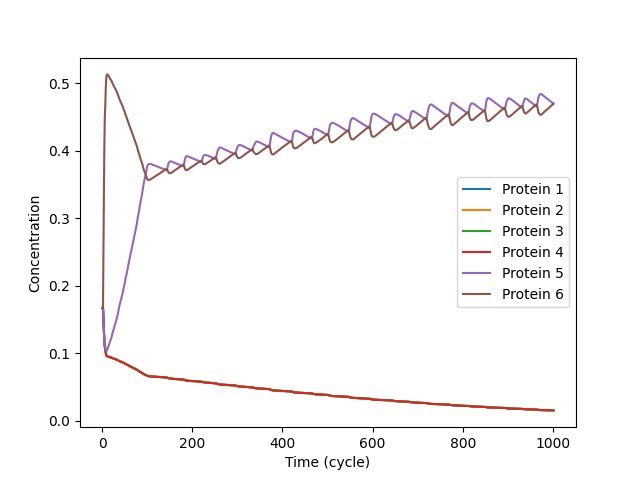 0.5
0.4
0.3
0.2
0.1
0.0
Concentration
Protein 1
Protein 2
Protein 3
Protein 4
Protein 5
Protein 6
0 200 400 600 800 1000
Time (cycle)